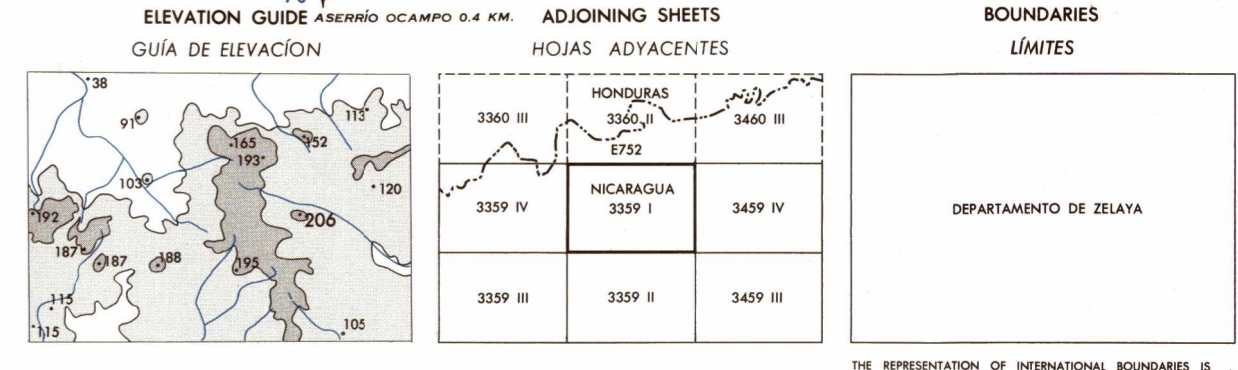 ELEVATION GUIDE
ASERRÍO OCAMPO 0.4 KM.
GUÍA DE ELEVACÍON
38
91
113
165
152
193
103
120
192
206
187
187
188
195
115
115
105
ADJOINING SHEETS
HOJAS ADYACENTES
HONDURAS
3360 III
3360 II
3460 III
E752
NICARAGUA
3359 IV
3359 I
3459 IV
3359 III
3359 II
3459 III
BOUNDARIES
LÍMITES
DEPARTAMENTO DE ZELAYA
THE REPRESENTATION OF INTERNATIONAL BOUNDARIES IS